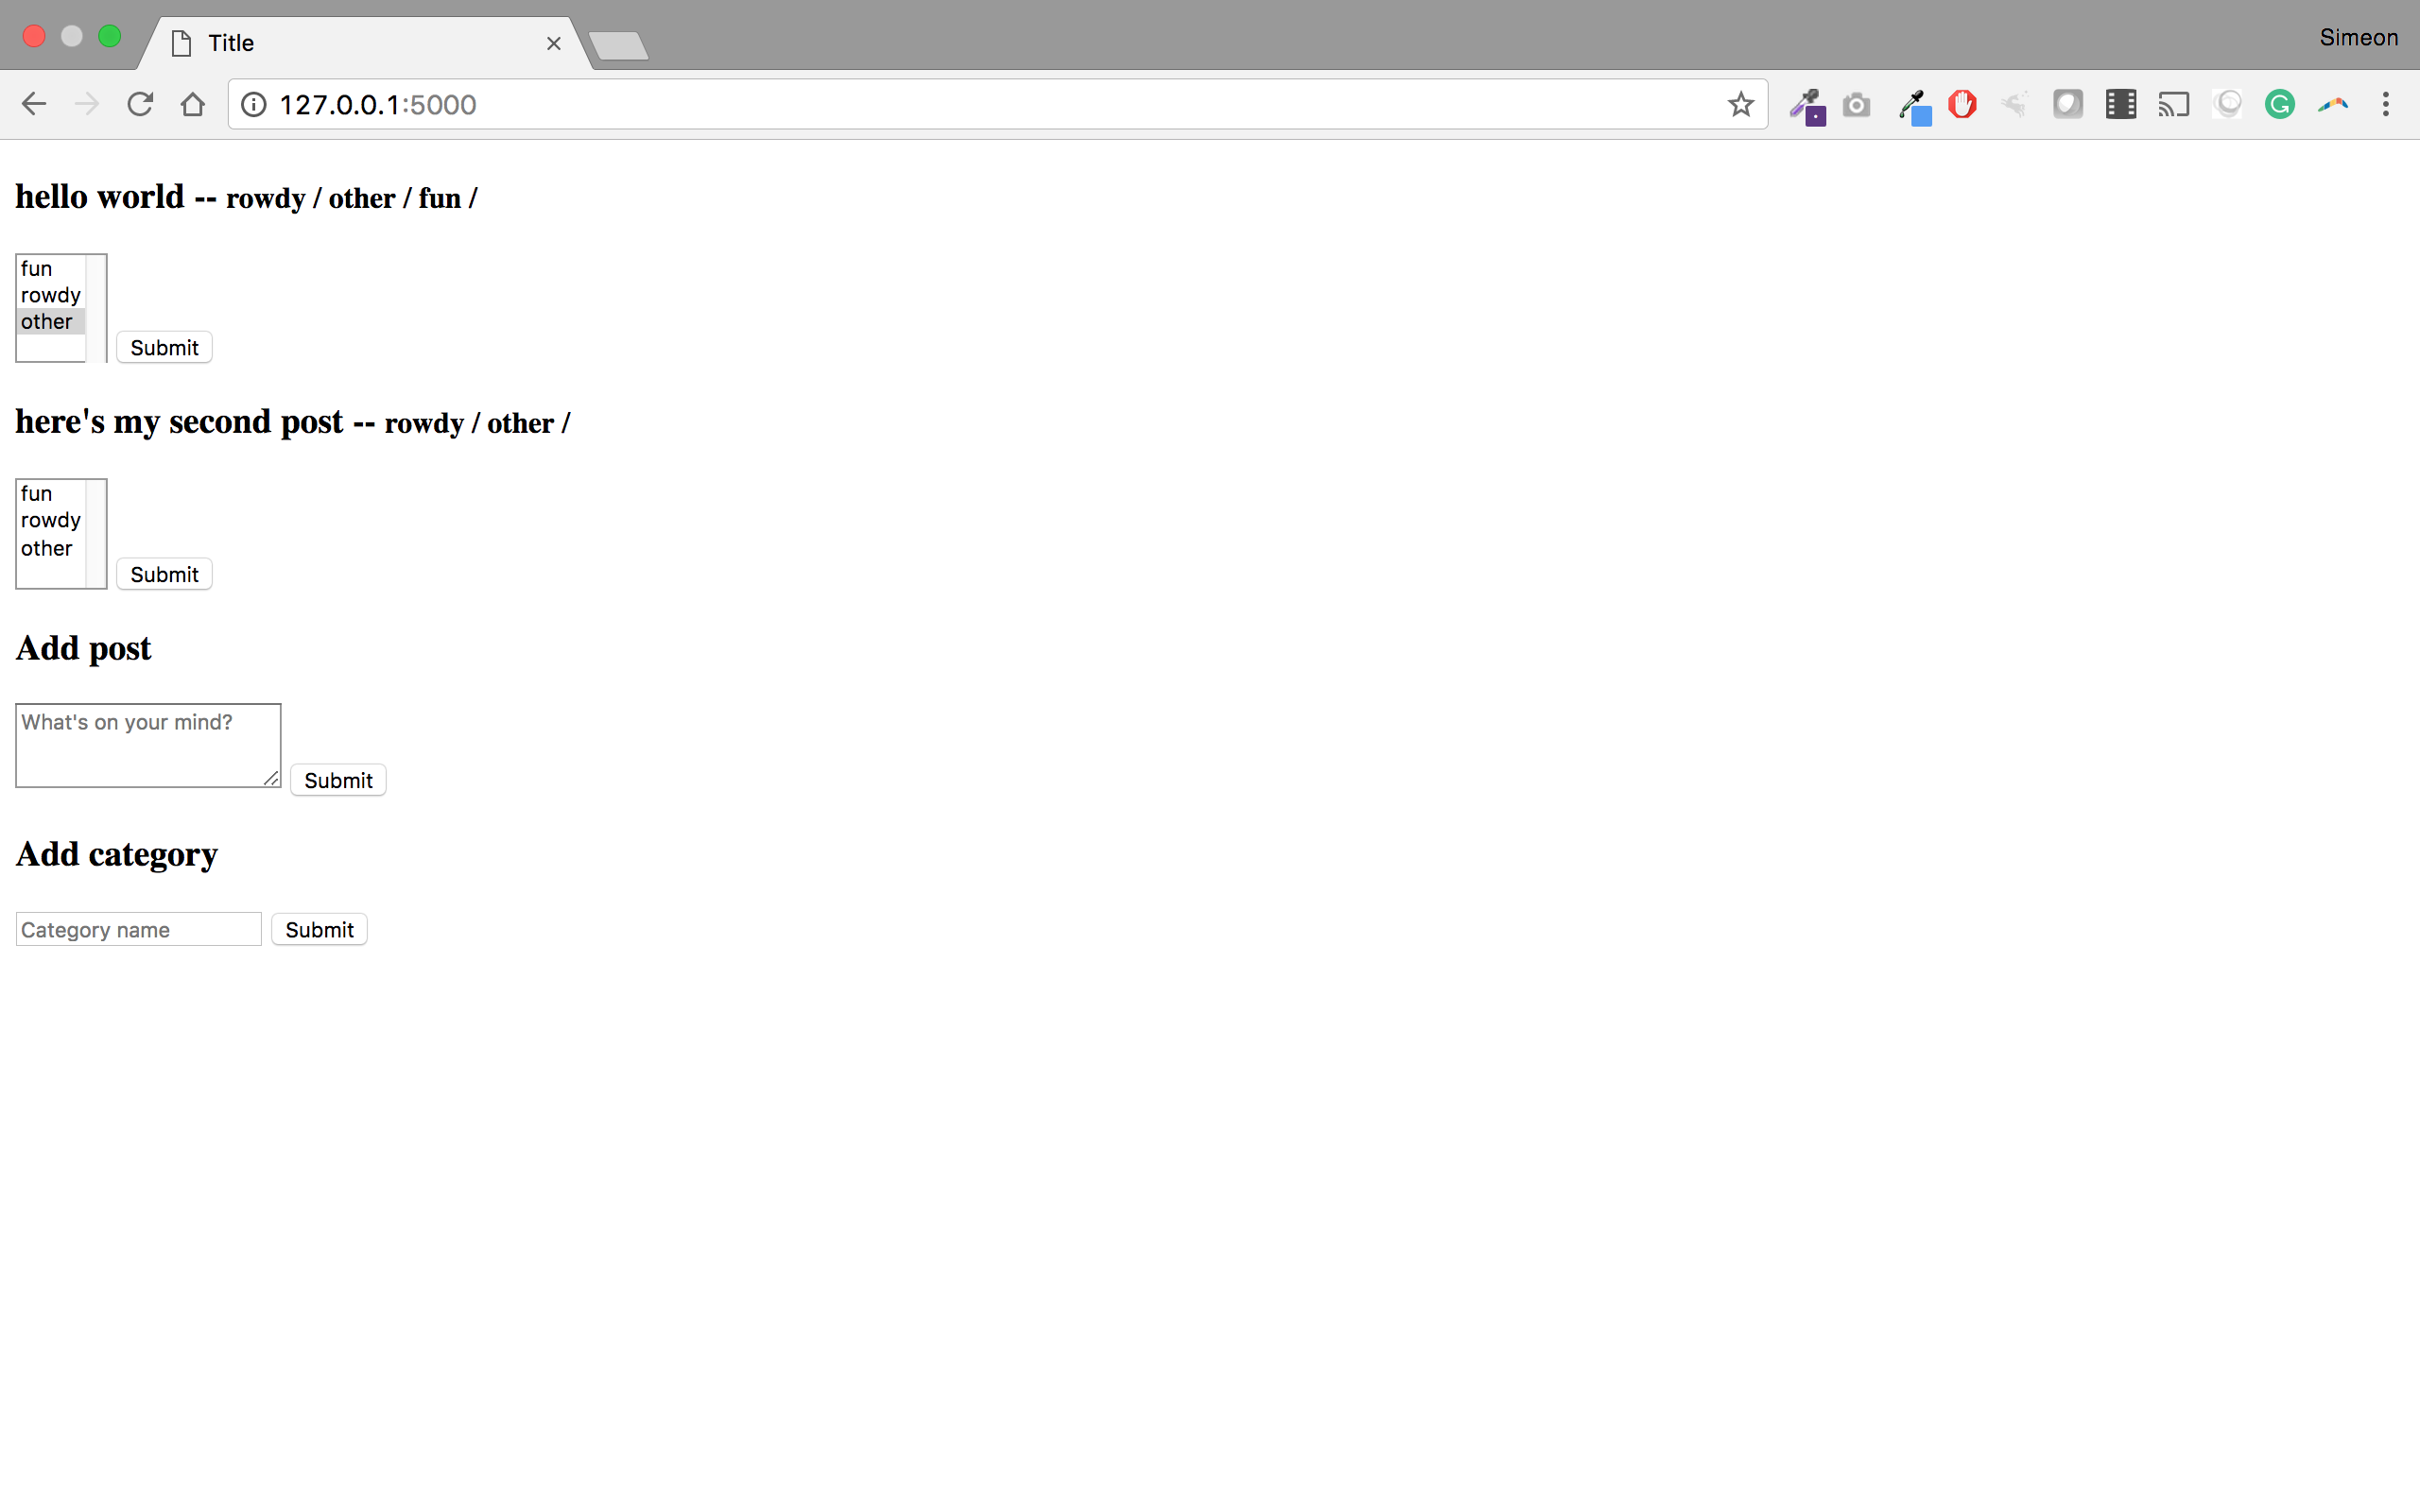 Title
Simeon
127.0.0.1:5000
hello world -- rowdy / other / fun /
fun
rowdy
other
Submit
here's my second post -- rowdy / other /
fun
rowdy
other
Submit
Add post
What's on your mind?
Submit
Add category
Category name Submit